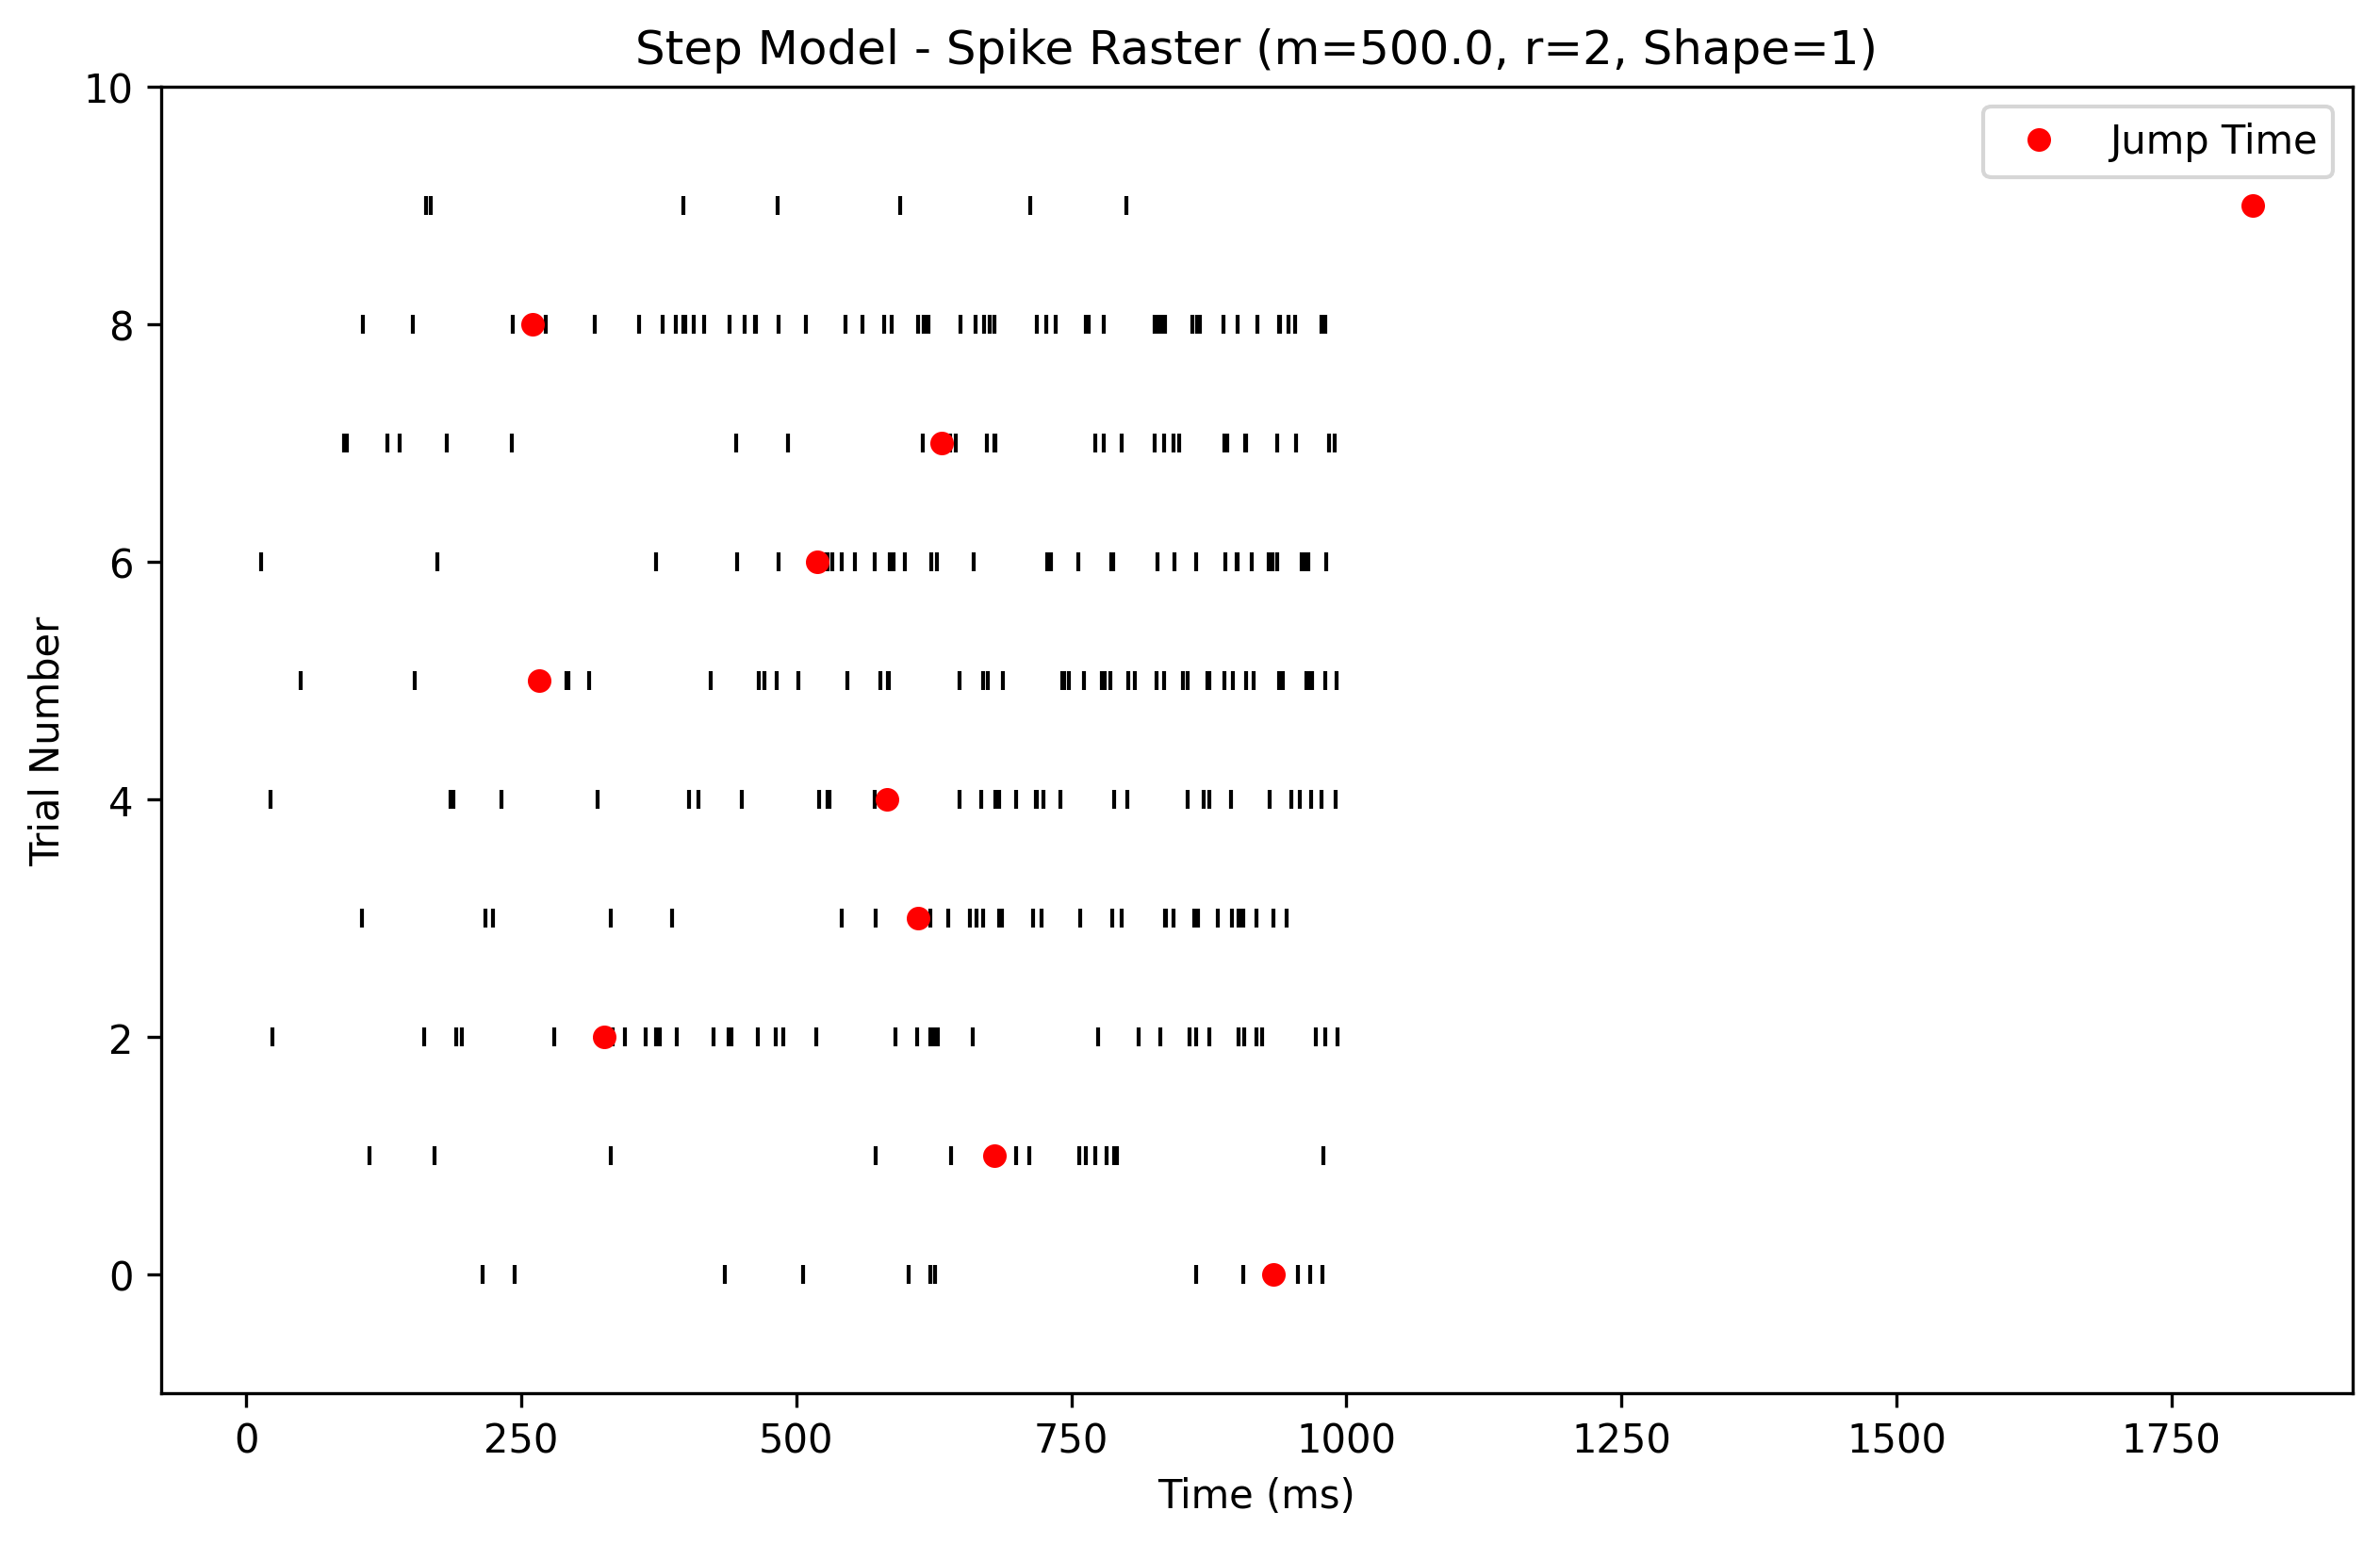 Step Model - Spike Raster (m=500.0, r=2, Shape=1)
Jump Time
10
8
6
4
2
0
Trial Number
0 250 500 750 1000 1250 1500 1750
Time (ms)